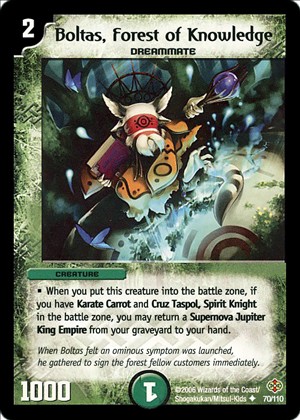 2
Boltas, Forest of Knowledge
DREAMMATE
CREATURE
▪ When you put this creature into the battle zone, if
you have Karate Carrot and Cruz Taspol, Spirit Knight
in the battle zone, you may return a Supernova Jupiter
King Empire from your graveyard to your hand.
When Boltas felt an ominous symptom was launched,
he gathered to sign the forest fellow customers immediately.
1000
1
©2006 Wizards of the Coast/
Shogakukan/Mitsui-Kids ♦ 70/110